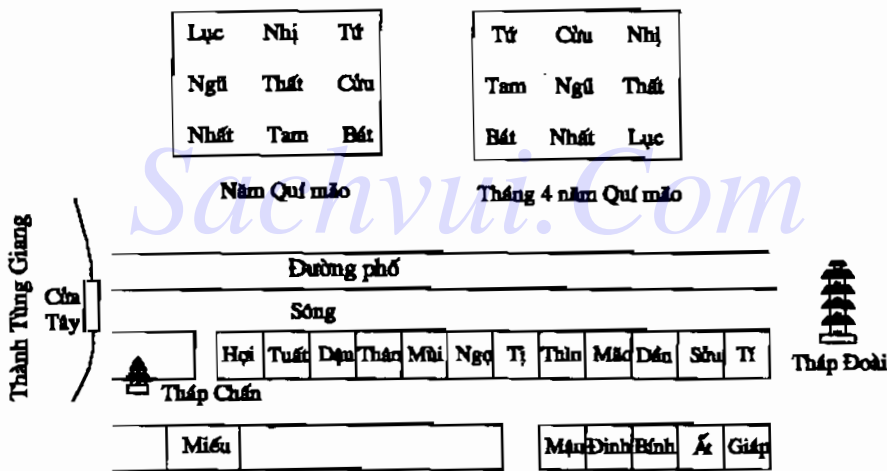 Lục Nhị Tứ
Ngũ Thất Cửu
Nhất Tam Bát
Năm Quí mão
Tứ Cửu Nhị
Tam Ngũ Thất
Bát Nhất Lục
Tháng 4 năm Quí mão
Sachvui.Com
Thành Tùng Giang
Cửa
Tây
Đường phố
Sông
Hợi Tuất Dậu Thân Mùi Ngọ Tị Thìn Mão Dần Sửu Tí
Tháp Đoài
Tháp Chấn
Miếu
Mậu Đinh Bính Ất Giáp